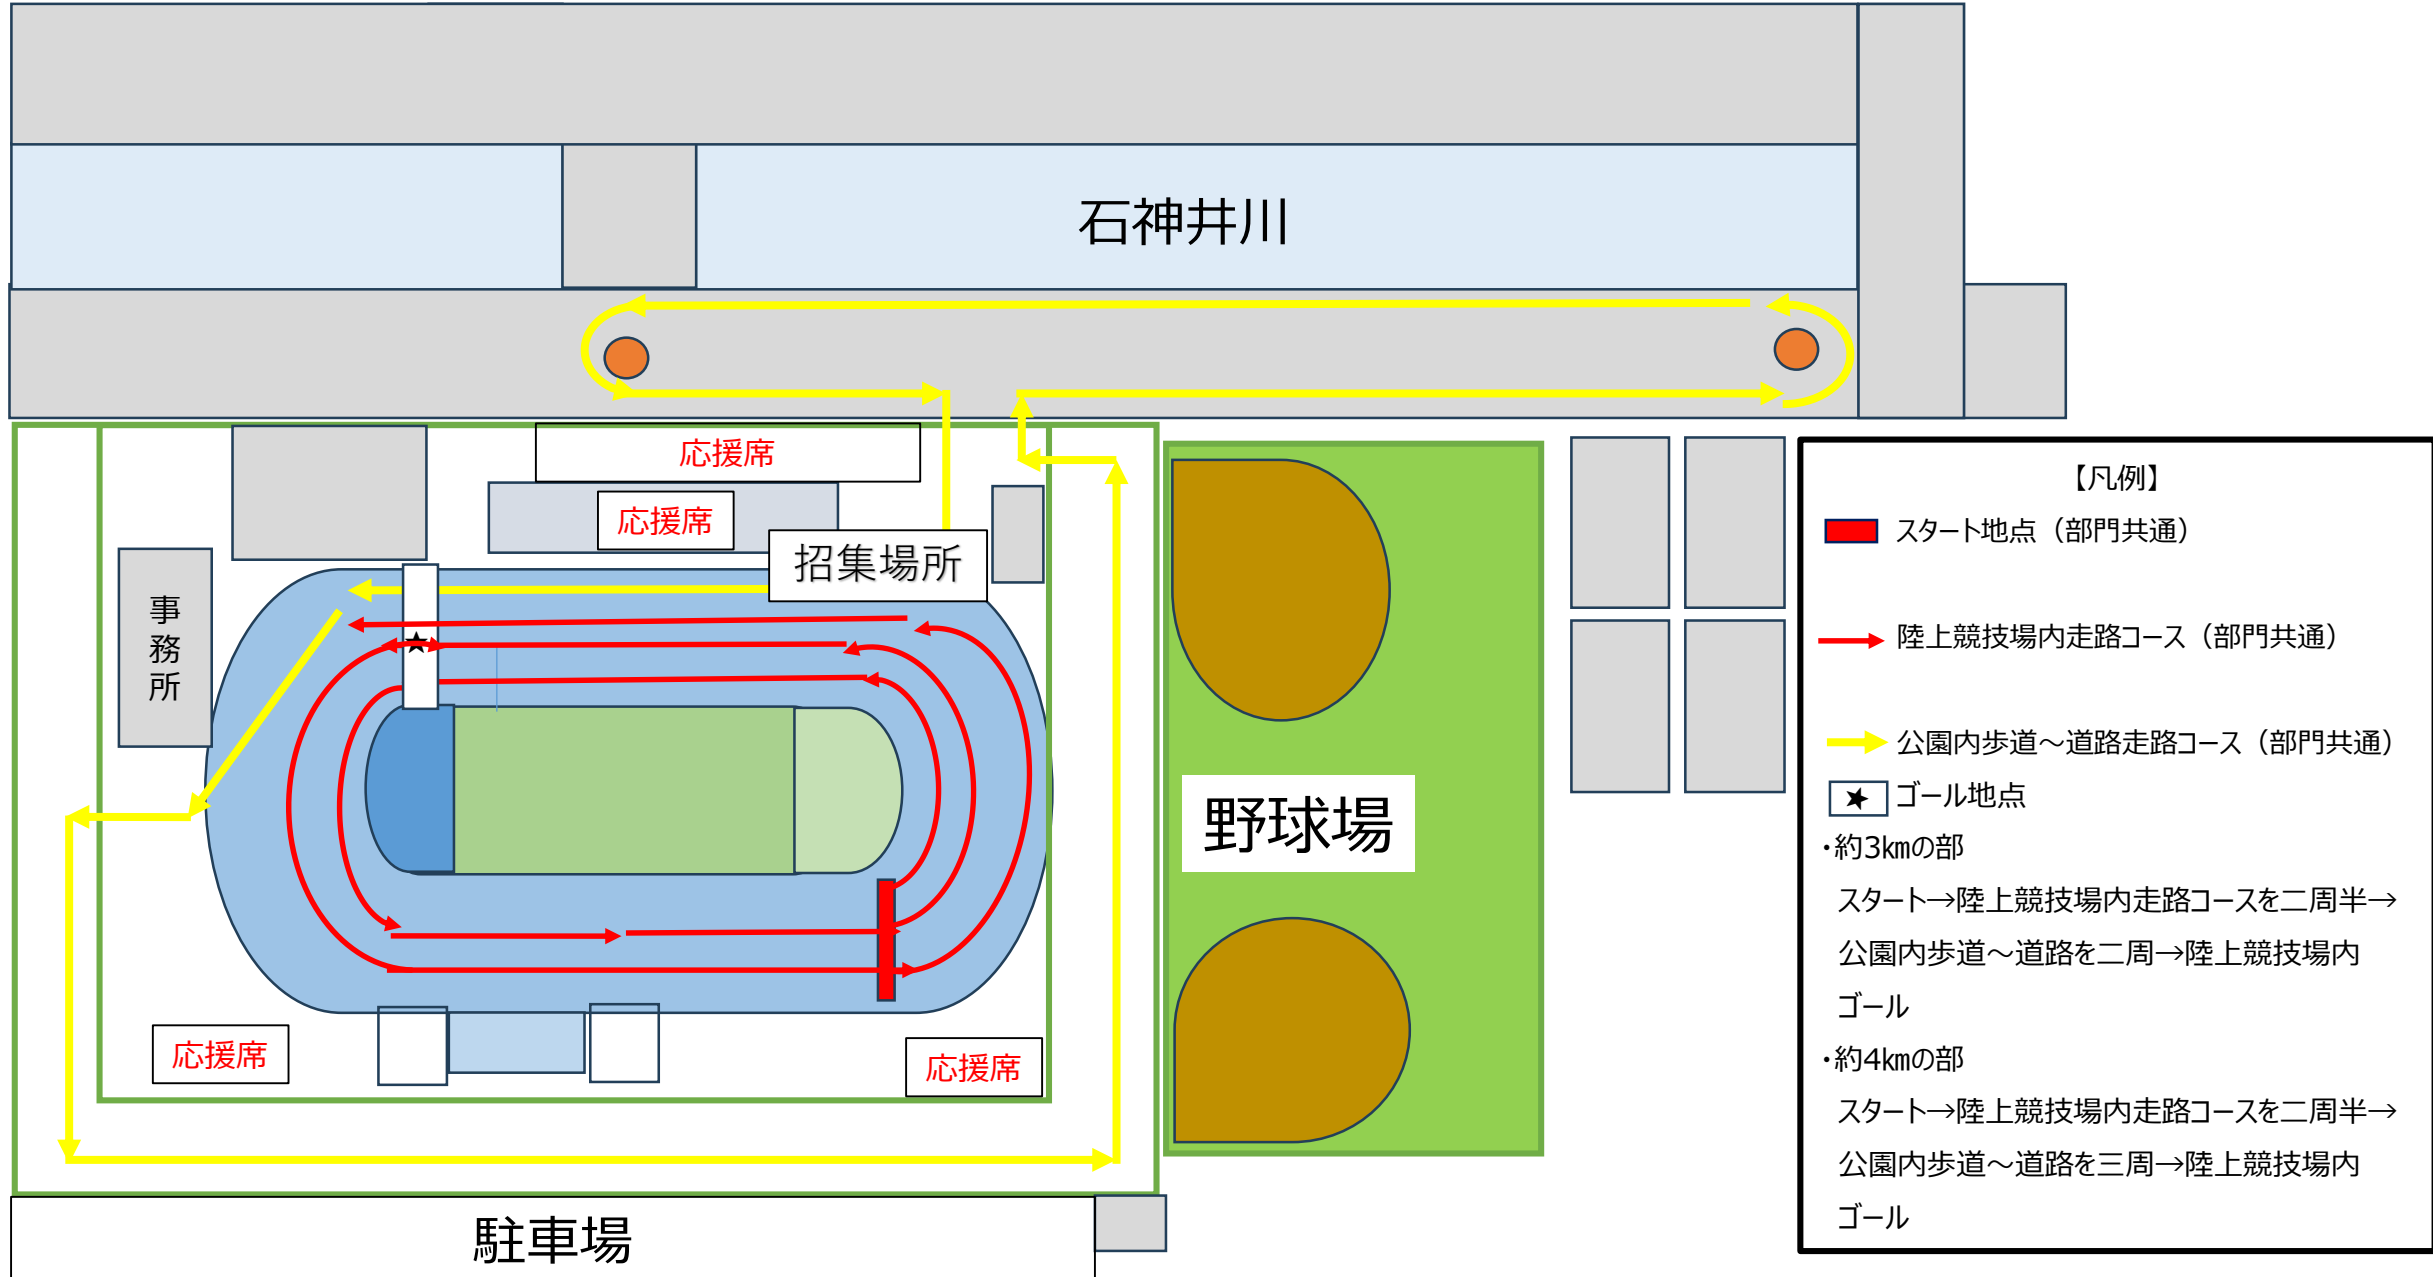 石神井川
応援席
応援席
招集場所
事務所
野球場
応援席
応援席
駐車場
【凡例】
スタート地点（部門共通）
陸上競技場内走路コース（部門共通）
公園内歩道～道路走路コース（部門共通）
★ ゴール地点
・約3㎞の部
スタート→陸上競技場内走路コースを二周半→
公園内歩道～道路を二周→陸上競技場内
ゴール
・約4㎞の部
スタート→陸上競技場内走路コースを二周半→
公園内歩道～道路を三周→陸上競技場内
ゴール